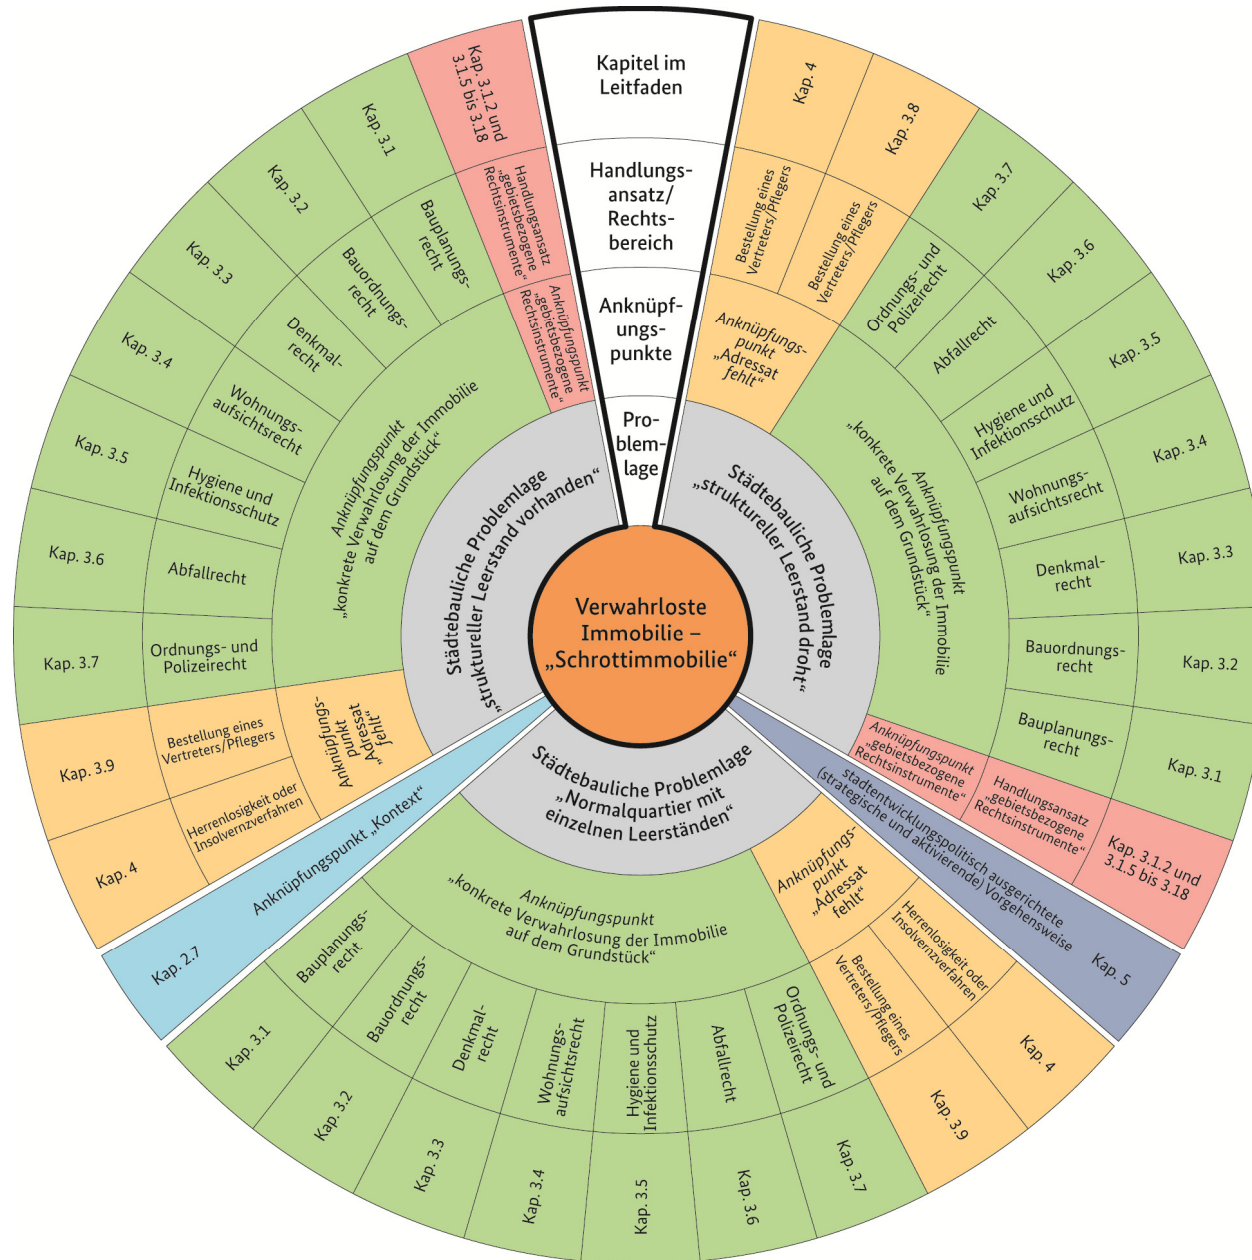 Kapitel im
Leitfaden
Handlungs-
ansatz/
Rechts-
bereich
Anknüpf-
ungs-
punkte
Pro-
blem-
lage
Verwahrloste
Immobilie –
„Schrottimmobilie“
Städtebauliche Problemlage
„struktureller Leerstand droht“
Anknüpfungs-
punkt
„Adressat
fehlt“
Bestellung eines
Vertreters/Pflegers
Kap. 4
Bestellung eines
Vertreters/Pflegers
Kap. 3.8
Anknüpfungspunkt
„konkrete Verwahrlosung der Immobilie
auf dem Grundstück“
Ordnungs- und
Polizeirecht
Kap. 3.7
Abfallrecht
Kap. 3.6
Hygiene und
Infektionsschutz
Kap. 3.5
Wohnungs-
aufsichtsrecht
Kap. 3.4
Denkmal-
recht
Kap. 3.3
Bauordnungs-
recht
Kap. 3.2
Bauplanungs-
recht
Kap. 3.1
Anknüpfungspunkt
„gebietsbezogene
Rechtsinstrumente“
Handlungsansatz
„gebietsbezogene
Rechtsinstrumente“
Kap. 3.1.2 und
3.1.5 bis 3.18
stadtentwicklungspolitisch ausgerichtete
(strategische und aktivierende) Vorgehensweise
Kap. 5
Städtebauliche Problemlage
„Normalquartier mit
einzelnen Leerständen“
Anknüpfungs-
punkt
„Adressat
fehlt“
Herrenlosigkeit oder
Insolvernzverfahren
Kap. 4
Bestellung eines
Vertreters/Pflegers
Kap. 3.9
Anknüpfungspunkt
„konkrete Verwahrlosung der Immobilie
auf dem Grundstück“
Ordnungs- und
Polizeirecht
Kap. 3.7
Abfallrecht
Kap. 3.6
Hygiene und
Infektionsschutz
Kap. 3.5
Wohnungs-
aufsichtsrecht
Kap. 3.4
Denkmal-
recht
Kap. 3.3
Bauordnungs-
recht
Kap. 3.2
Bauplanungs-
recht
Kap. 3.1
Anknüpfungspunkt „Kontext“
Kap. 2.7
Städtebauliche Problemlage
„struktureller Leerstand vorhanden“
Anknüpfungs-
punkt
„Adressat
fehlt“
Herrenlosigkeit oder
Insolvernzverfahren
Kap. 4
Bestellung eines
Vertreters/Pflegers
Kap. 3.9
Anknüpfungspunkt
„konkrete Verwahrlosung der Immobilie
auf dem Grundstück“
Ordnungs- und
Polizeirecht
Kap. 3.7
Abfallrecht
Kap. 3.6
Hygiene und
Infektionsschutz
Kap. 3.5
Wohnungs-
aufsichtsrecht
Kap. 3.4
Denkmal-
recht
Kap. 3.3
Bauordnungs-
recht
Kap. 3.2
Bauplanungs-
recht
Kap. 3.1
Anknüpfungspunkt
„gebietsbezogene
Rechtsinstrumente“
Handlungsansatz
„gebietsbezogene
Rechtsinstrumente“
Kap. 3.1.2 und
3.1.5 bis 3.18